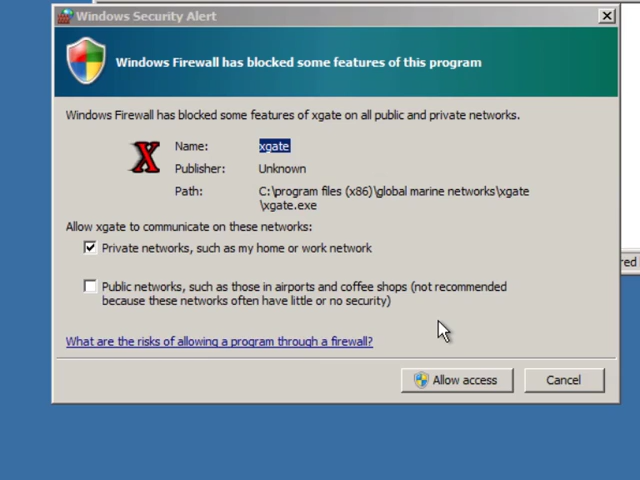 Windows Security Alert
Windows Firewall has blocked some features of this program
Windows Firewall has blocked some features of xgate on all public and private networks.
X
Name: xgate
Publisher: Unknown
Path: C:\program files (x86)\global marine networks\xgate
\xgate.exe
Allow xgate to communicate on these networks:
Private networks, such as my home or work network
red
Public networks, such as those in airports and coffee shops (not recommended
because these networks often have little or no security)
What are the risks of allowing a program through a firewall?
Allow access
Cancel